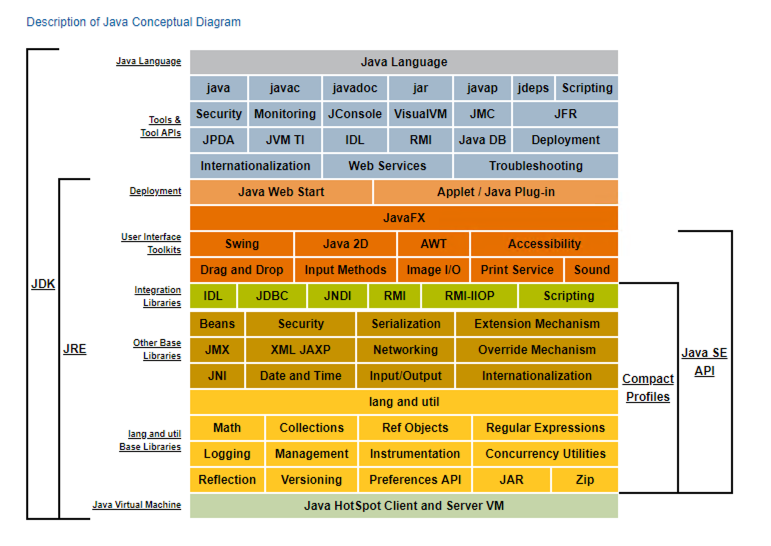 Description of Java Conceptual Diagram
Java Language Java Language
java javac javadoc jar javap jdeps Scripting
Tools &
Tool APIs
Security Monitoring JConsole VisualVM JMC JFR
JPDA JVM TI IDL RMI Java DB Deployment
Internationalization Web Services Troubleshooting
Deployment Java Web Start Applet / Java Plug-in
JavaFX
User Interface
Toolkits
Swing Java 2D AWT Accessibility
Drag and Drop Input Methods Image I/O Print Service Sound
Integration
Libraries
IDL JDBC JNDI RMI RMI-IIOP Scripting
Other Base
Libraries
Beans Security Serialization Extension Mechanism
JMX XML JAXP Networking Override Mechanism
JNI Date and Time Input/Output Internationalization
lang and util
lang and util
Base Libraries
Math Collections Ref Objects Regular Expressions
Logging Management Instrumentation Concurrency Utilities
Reflection Versioning Preferences API JAR Zip
Java Virtual Machine Java HotSpot Client and Server VM
JDK
JRE
Compact
Profiles
Java SE
API